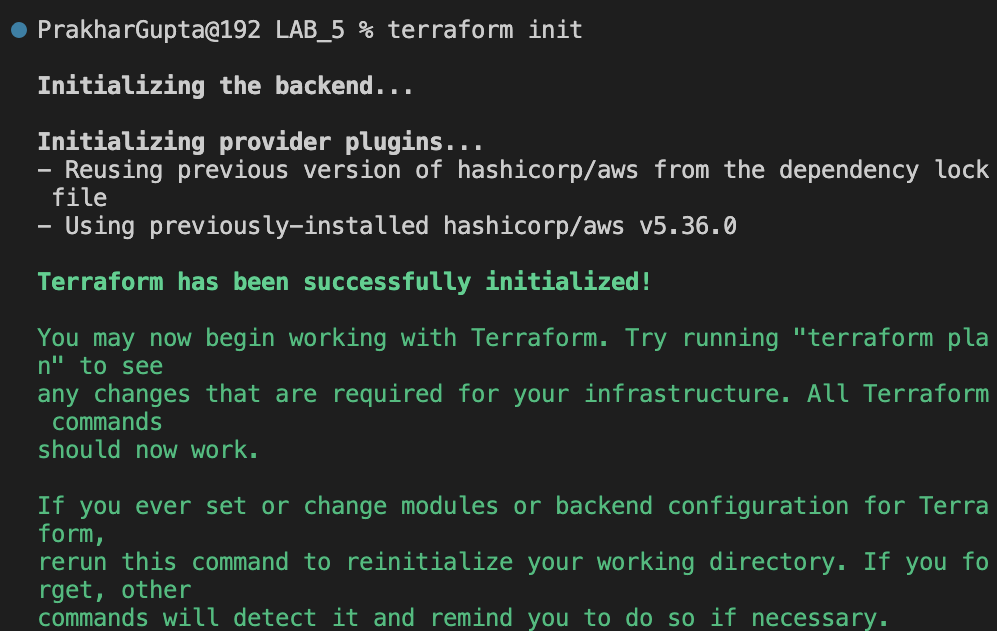 PrakharGupta@192 LAB_5 % terraform init
Initializing the backend...
Initializing provider plugins...
- Reusing previous version of hashicorp/aws from the dependency lock
file
- Using previously-installed hashicorp/aws v5.36.0
Terraform has been successfully initialized!
You may now begin working with Terraform. Try running "terraform pla
n" to see
any changes that are required for your infrastructure. All Terraform
commands
should now work.
If you ever set or change modules or backend configuration for Terra
form,
rerun this command to reinitialize your working directory. If you fo
rget, other
commands will detect it and remind you to do so if necessary.